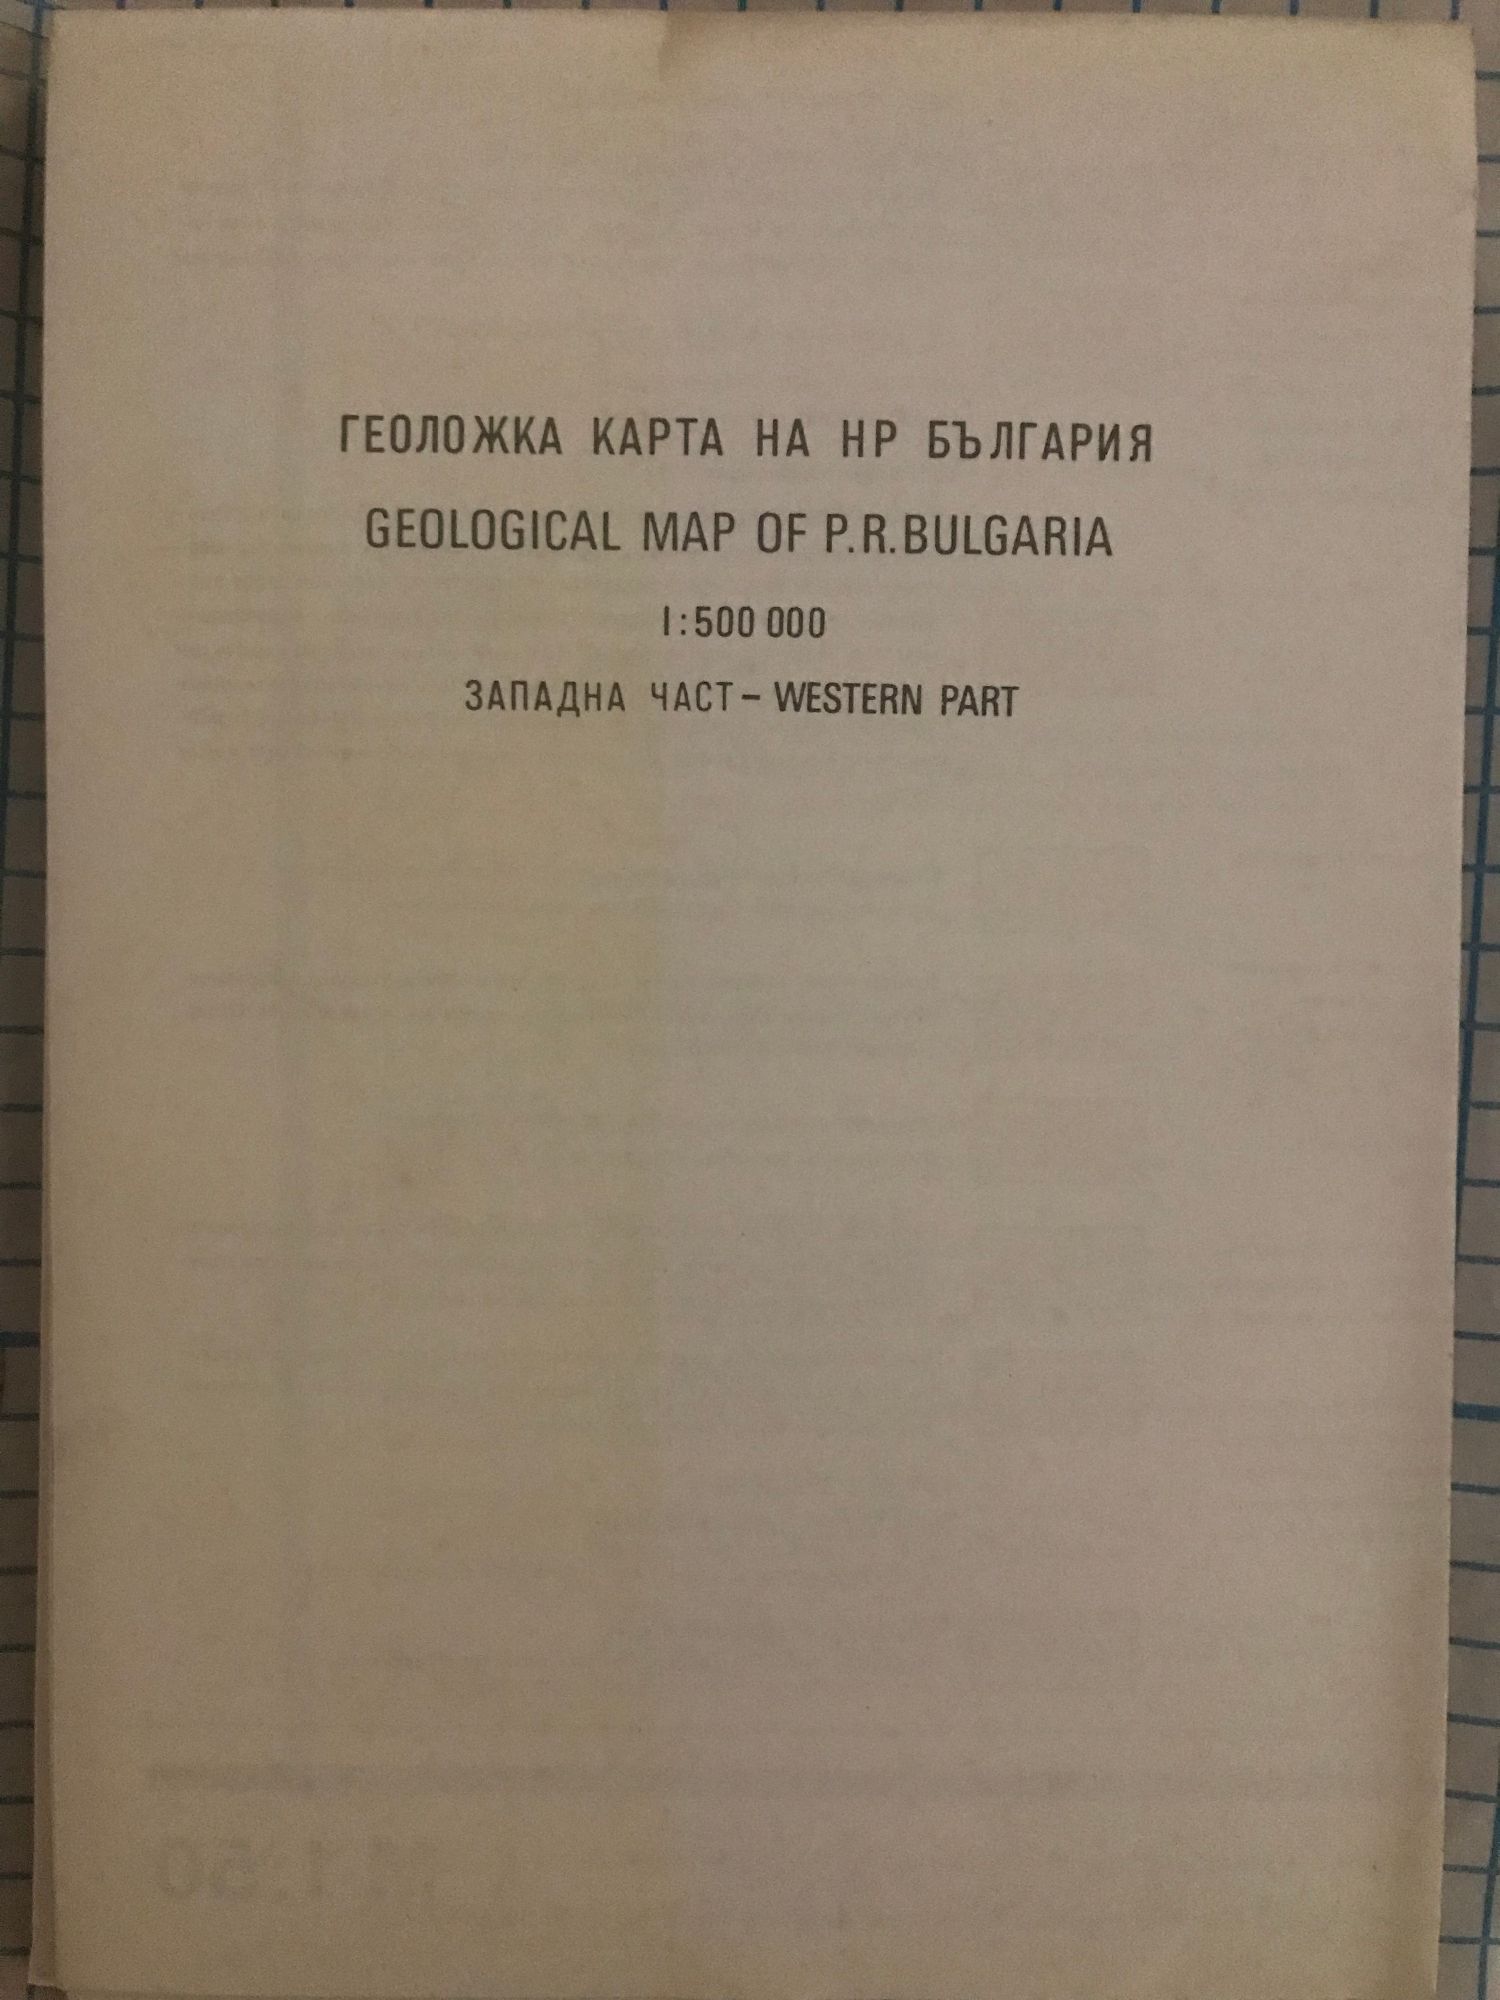 ГЕОЛОЖКА КАРТА НА НР БЪЛГАРИЯ
GEOLOGICAL MAP OF P.R.BULGARIA
1:500 000
ЗАПАДНА ЧАСТ – WESTERN PART